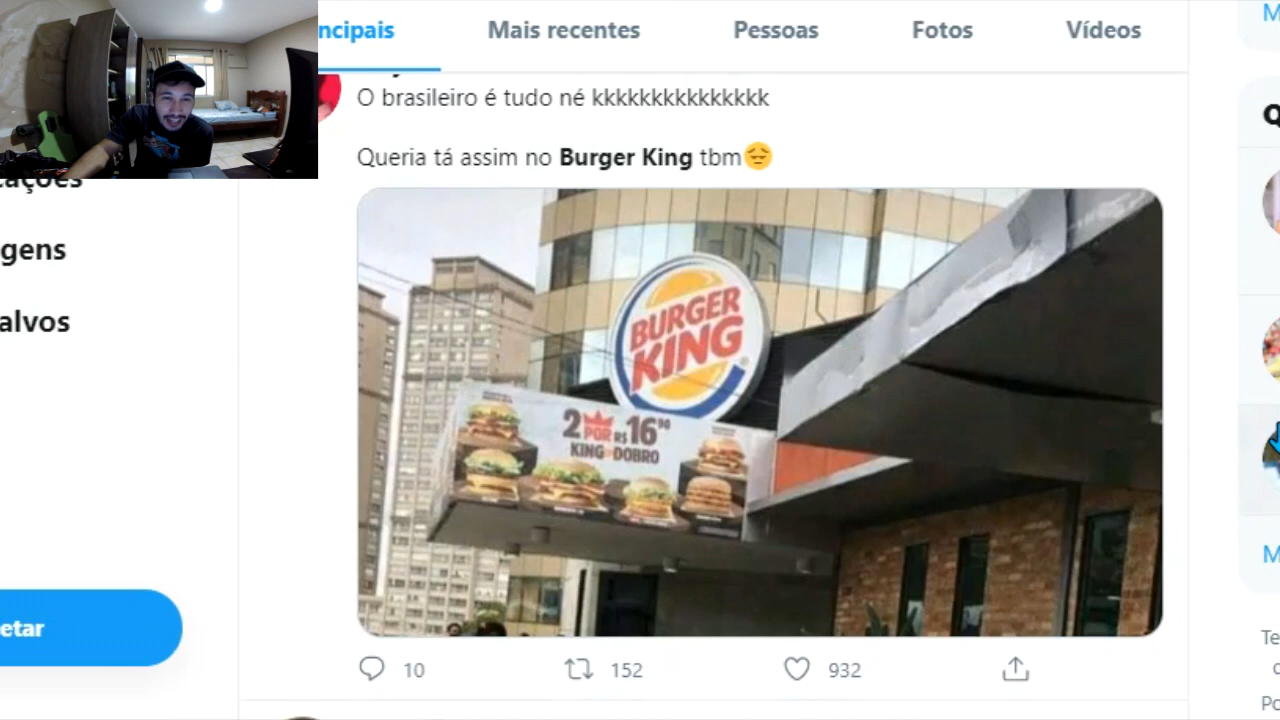 ncipais
Mais recentes
Pessoas
Fotos
Vídeos
O brasileiro é tudo né kkkkkkkkkkkkkkk
Queria tá assim no Burger King tbm😔
gens
alvos
etar
BURGER
KING
2 POR R$ 16,90
KING EM DOBRO
10
152
932